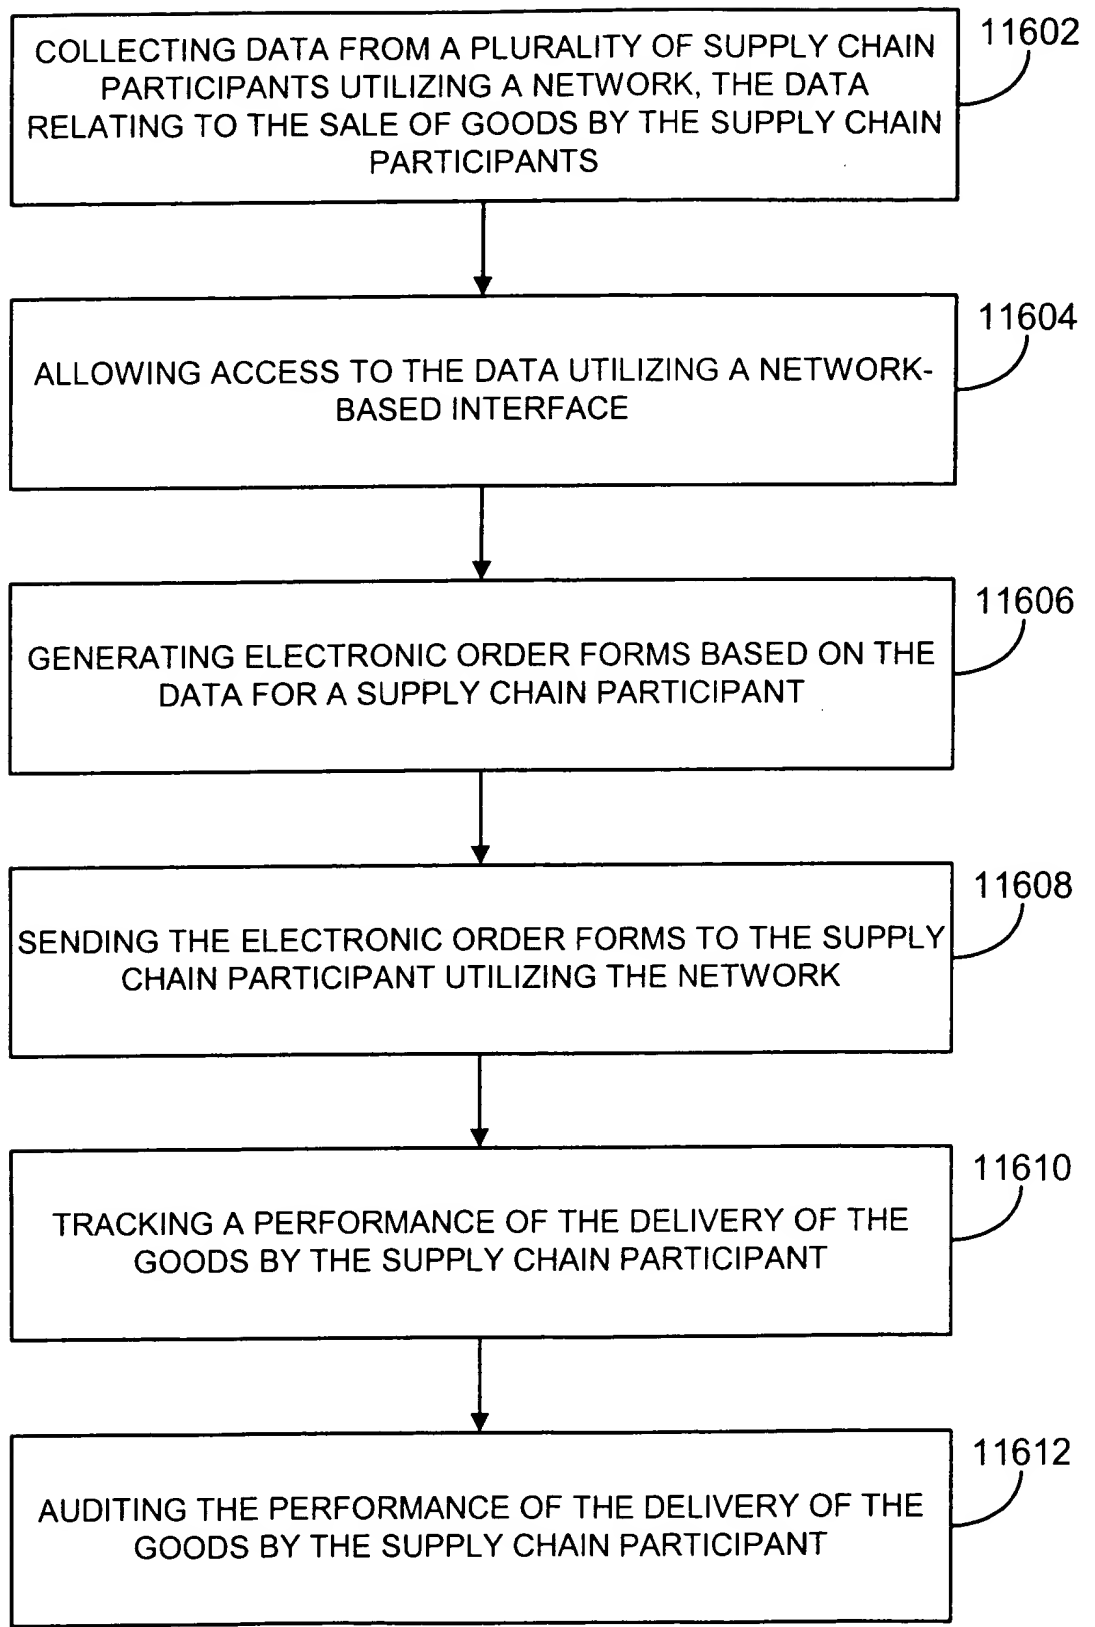 COLLECTING DATA FROM A PLURALITY OF SUPPLY CHAIN
PARTICIPANTS UTILIZING A NETWORK, THE DATA
RELATING TO THE SALE OF GOODS BY THE SUPPLY CHAIN
PARTICIPANTS
11602
ALLOWING ACCESS TO THE DATA UTILIZING A NETWORK-
BASED INTERFACE
11604
GENERATING ELECTRONIC ORDER FORMS BASED ON THE
DATA FOR A SUPPLY CHAIN PARTICIPANT
11606
SENDING THE ELECTRONIC ORDER FORMS TO THE SUPPLY
CHAIN PARTICIPANT UTILIZING THE NETWORK
11608
TRACKING A PERFORMANCE OF THE DELIVERY OF THE
GOODS BY THE SUPPLY CHAIN PARTICIPANT
11610
AUDITING THE PERFORMANCE OF THE DELIVERY OF THE
GOODS BY THE SUPPLY CHAIN PARTICIPANT
11612